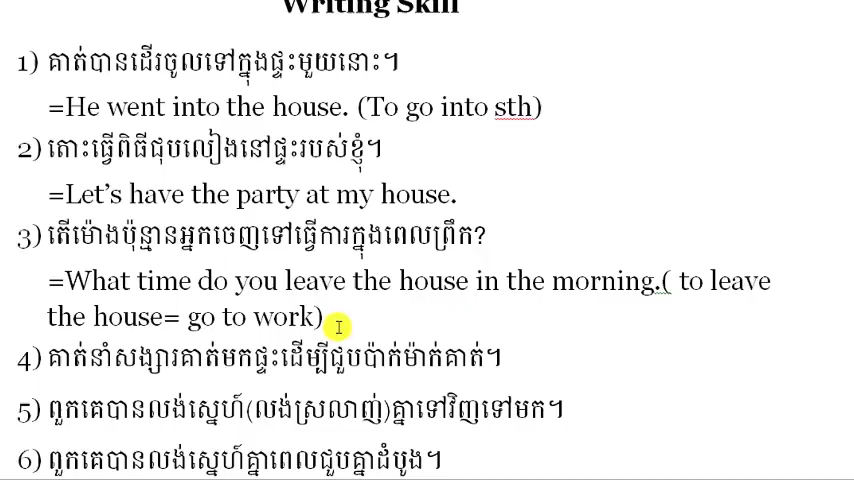 Writing Skill
1) គាត់បានដើរចូលទៅក្នុងផ្ទះមួយនោះ។
=He went into the house. (To go into sth)
2) តោះធ្វើពិធីជុបលៀងនៅផ្ទះរបស់ខ្ញុំ។
=Let’s have the party at my house.
3) តើម៉ោងប៉ុន្មានអ្នកចេញទៅធ្វើការក្នុងពេលព្រឹក?
=What time do you leave the house in the morning.( to leave
the house= go to work)
4) គាត់នាំសង្សារគាត់មកផ្ទះដើម្បីជួបប៉ាក់ម៉ាក់គាត់។
5) ពួកគេបានលង់ស្នេហ៍(លង់ស្រលាញ់)គ្នាទៅវិញទៅមក។
6) ពួកគេបានលង់ស្នេហ៍គ្នាពេលជួបគ្នាដំបូង។